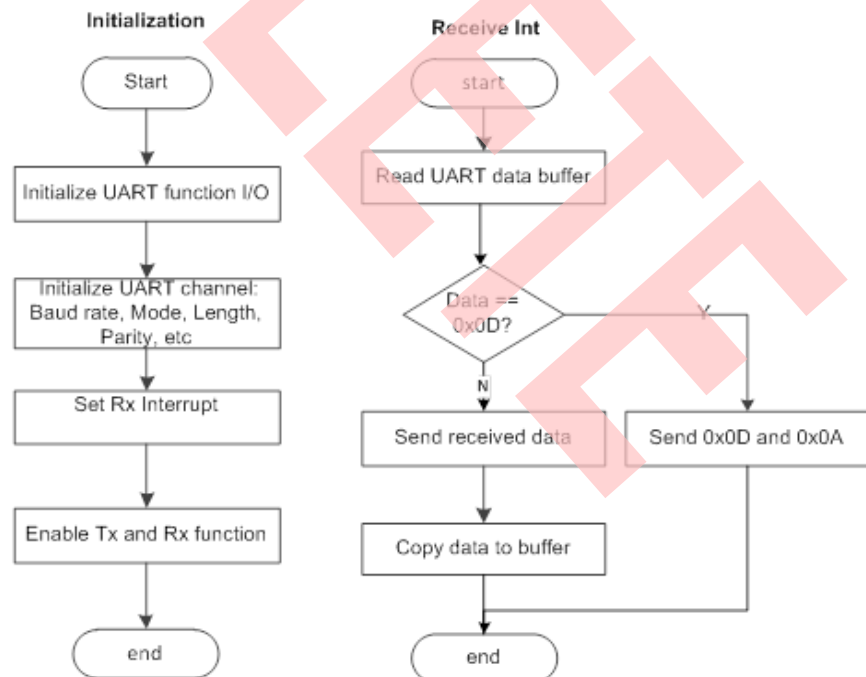 Initialization
Start
Initialize UART function I/O
Initialize UART channel:
Baud rate, Mode, Length,
Parity, etc
Set Rx Interrupt
Enable Tx and Rx function
end
Receive Int
start
Read UART data buffer
Data ==
0x0D?
Y
N
Send received data
Send 0x0D and 0x0A
Copy data to buffer
end